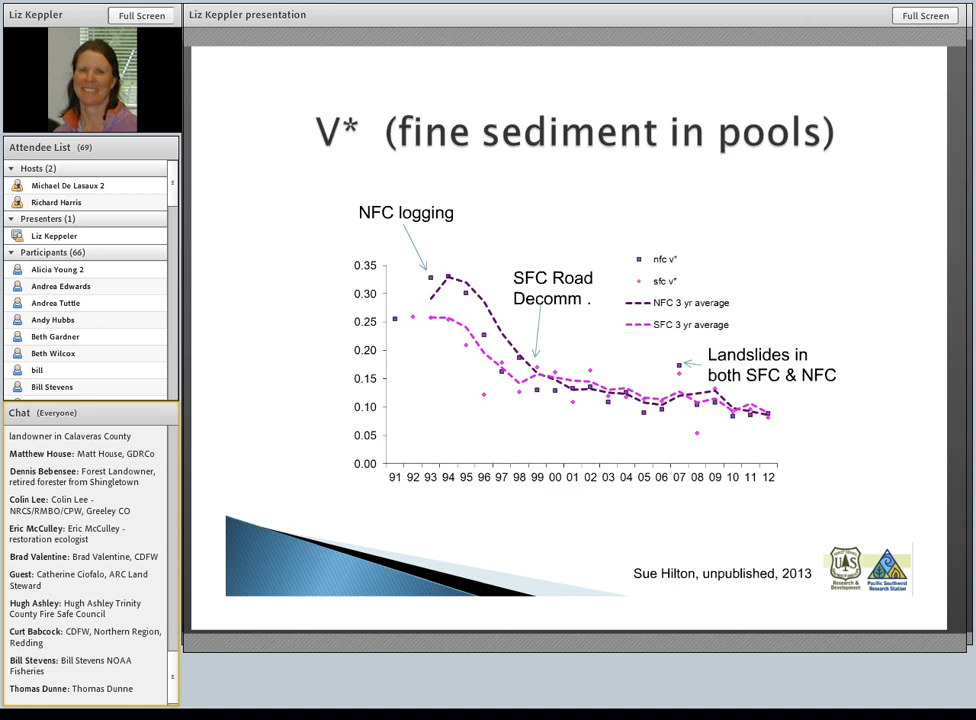 Liz Keppler
Full Screen
Liz Keppler presentation
Full Screen
Attendee List (69)
Hosts (2)
Michael De Lasaux 2
Richard Harris
Presenters (1)
Liz Keppeler
Participants (66)
Alicia Young 2
Andrea Edwards
Andrea Tuttle
Andy Hubbs
Beth Gardner
Beth Wilcox
bill
Bill Stevens
Chat (Everyone)
landowner in Calaveras County
Matthew House: Matt House, GDRCo
Dennis Bebensee: Forest Landowner,
retired forester from Shingletown
Colin Lee: Colin Lee -
NRCS/RMBO/CPW, Greeley CO
Eric McCulley: Eric McCulley -
restoration ecologist
Brad Valentine: Brad Valentine, CDFW
Guest: Catherine Ciofalo, ARC Land
Steward
Hugh Ashley: Hugh Ashley Trinity
County Fire Safe Council
Curt Babcock: CDFW, Northern Region,
Redding
Bill Stevens: Bill Stevens NOAA
Fisheries
Thomas Dunne: Thomas Dunne
V* (fine sediment in pools)
NFC logging
SFC Road
Decomm .
nfc v*
sfc v*
NFC 3 yr average
SFC 3 yr average
Landslides in
both SFC & NFC
0.35
0.30
0.25
0.20
0.15
0.10
0.05
0.00
91 92 93 94 95 96 97 98 99 00 01 02 03 04 05 06 07 08 09 10 11 12
Sue Hilton, unpublished, 2013
UAS
Research &
Development
Pacific Southwest
Research Station